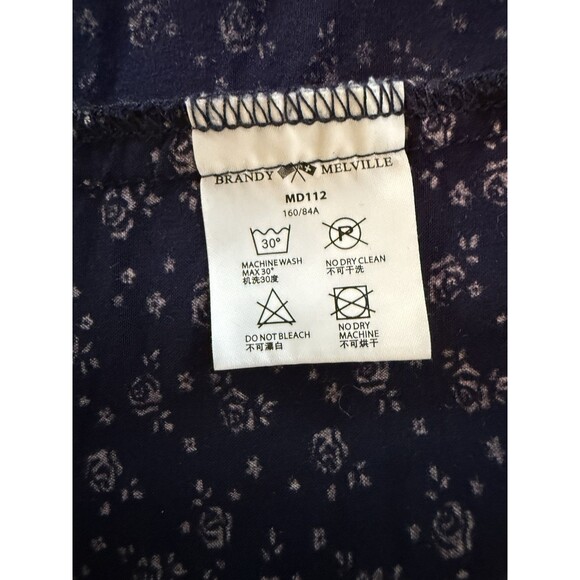 BRANDY MELVILLE
MD112
160/84A
30°
MACHINE WASH
MAX 30°
机洗30度
P
NO DRY CLEAN
不可干洗
DO NOT BLEACH
不可漂白
NO DRY
MACHINE
不可烘干